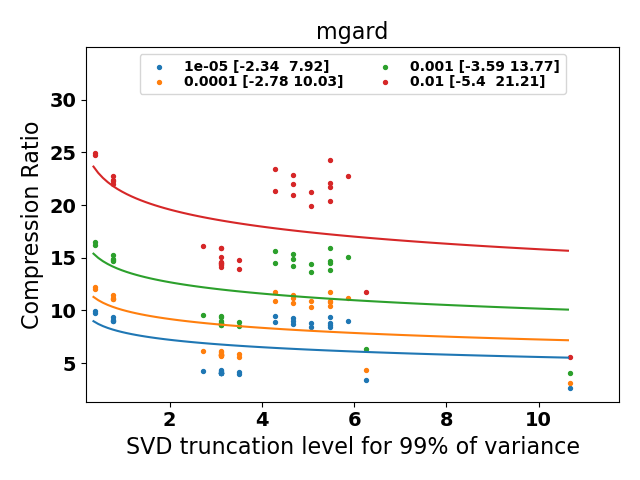 mgard
1e-05 [-2.34  7.92]
0.0001 [-2.78 10.03]
0.001 [-3.59 13.77]
0.01 [-5.4  21.21]
Compression Ratio
30
25
20
15
10
5
2 4 6 8 10
SVD truncation level for 99% of variance